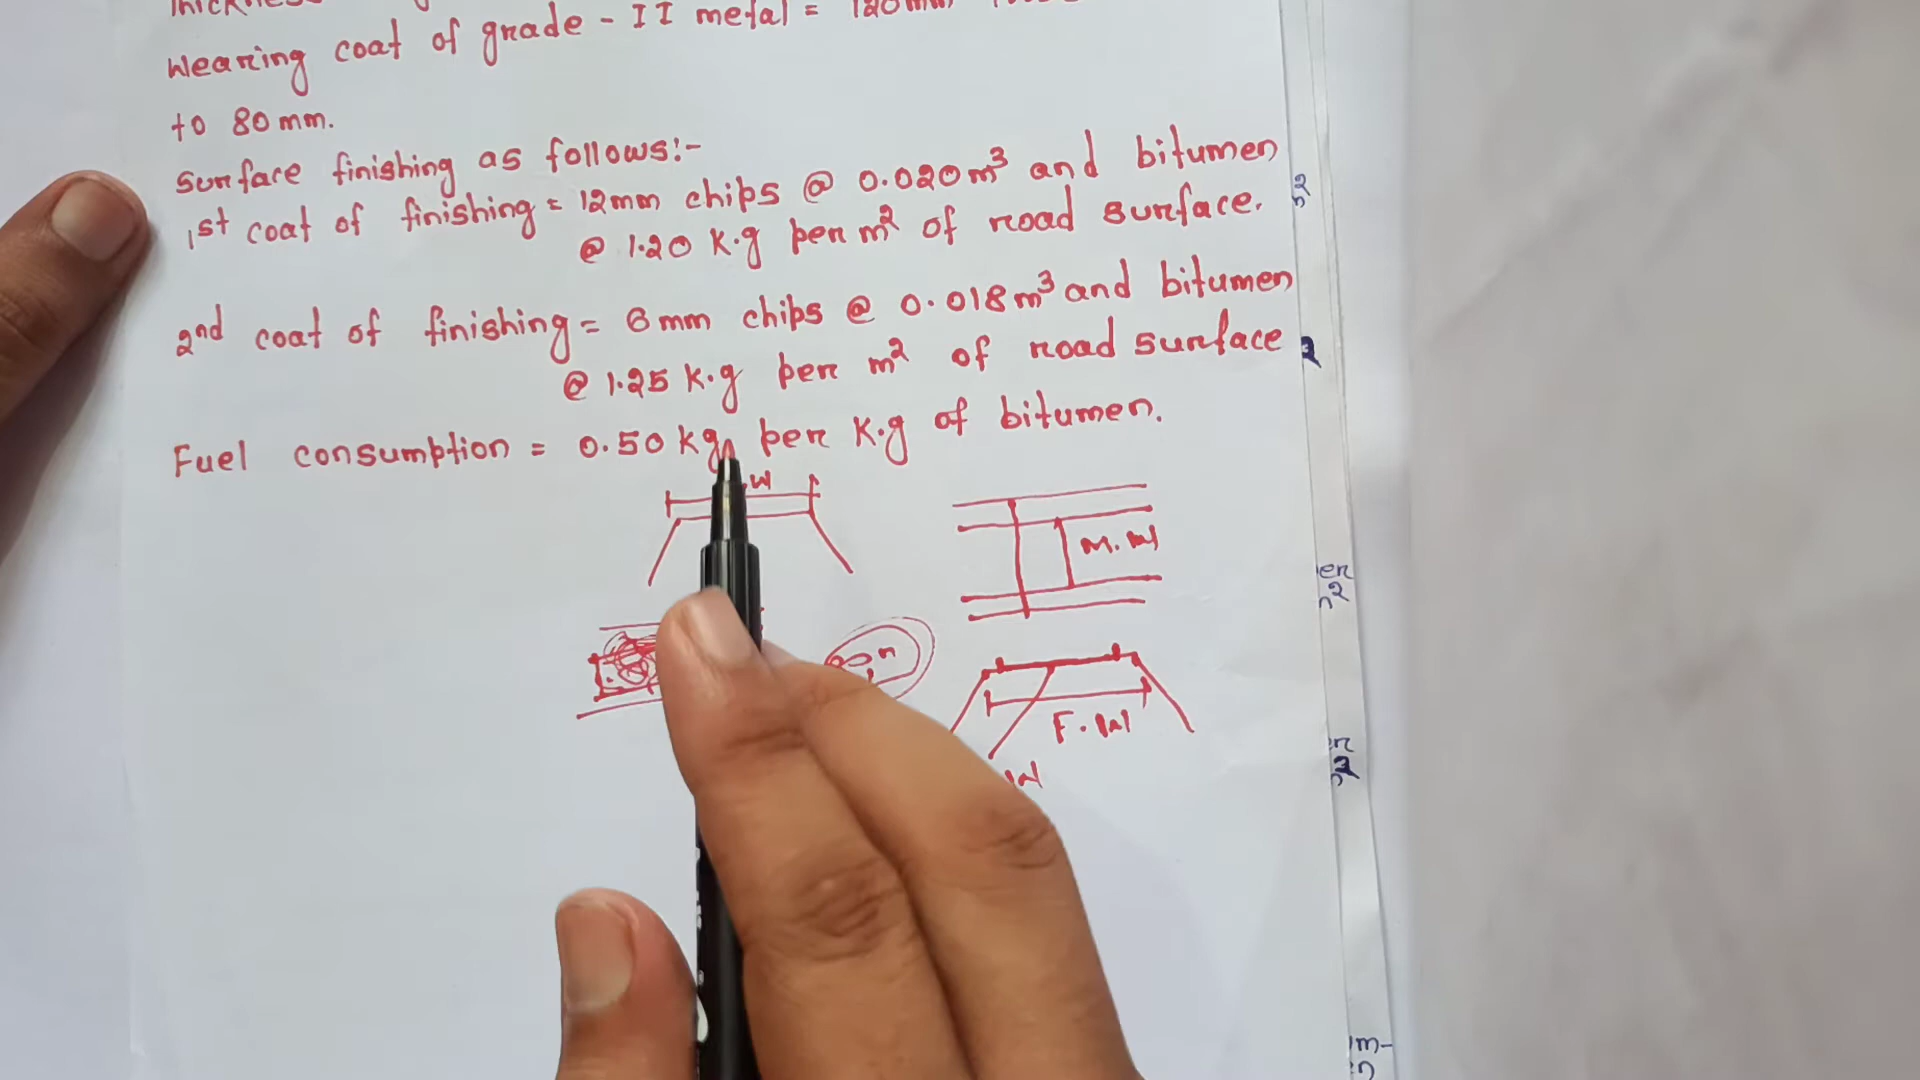 Thickness
Wearing coat of grade - II metal = 120mm
to 80 mm.
Surface finishing as follows:-
1st coat of finishing = 12mm chips @ 0.020m³ and bitumen
@ 1.20 K.g per m² of road surface.
2nd coat of finishing = 6mm chips @ 0.018m³ and bitumen
@ 1.25 K.g per m² of road surface
Fuel consumption = 0.50 kg per K.g of bitumen.
W
M.W
F.W
W